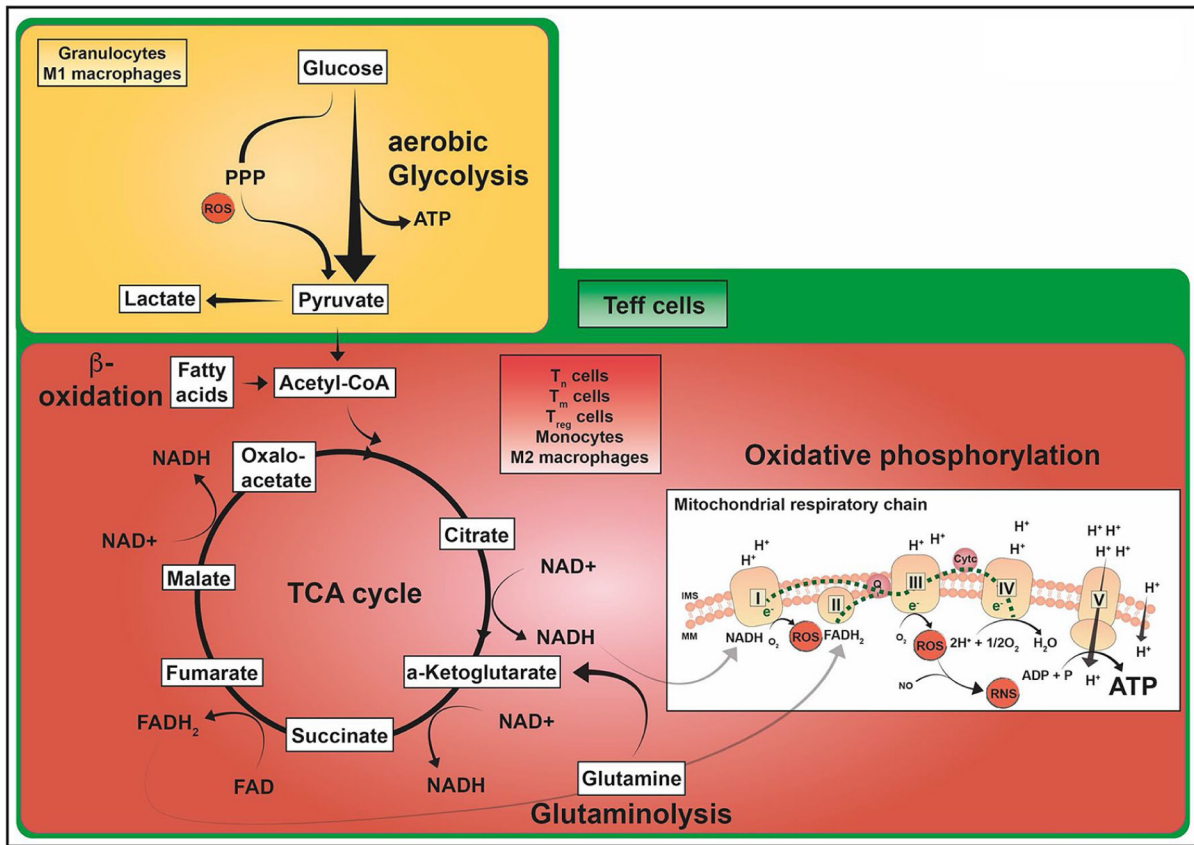 Granulocytes
M1 macrophages
Glucose
aerobic
Glycolysis
PPP
ROS
ATP
Lactate
Pyruvate
Teff cells
β-
oxidation
Fatty
acids
Acetyl-CoA
Tn cells
Tm cells
Treg cells
Monocytes
M2 macrophages
Oxidative phosphorylation
NADH
Oxalo-
acetate
NAD+
Malate
Citrate
TCA cycle
NAD+
NADH
Fumarate
a-Ketoglutarate
FADH2
FAD
Succinate
NAD+
NADH
Glutamine
Glutaminolysis
Mitochondrial respiratory chain
H+ H+
H+ H+
H+ H+
H+ H+
H+ H+
H+
IMS
MM
I
e-
Q
II
III
e-
Cytc
IV
e-
V
NADH
O2
ROS
FADH2
O2
ROS
2H+ + 1/2O2
H2O
NO
RNS
ADP + P
H+
H+
ATP